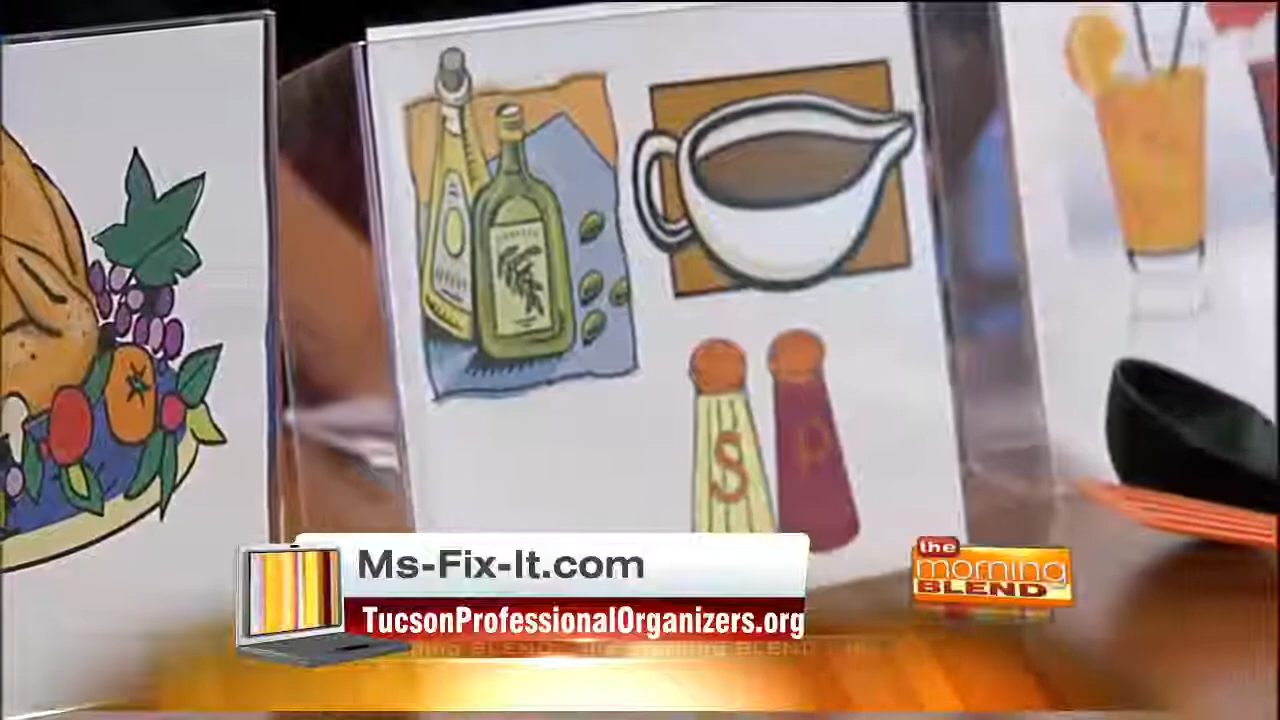 S
P
Ms-Fix-It.com
TucsonProfessionalOrganizers.org
the
morning
BLEND